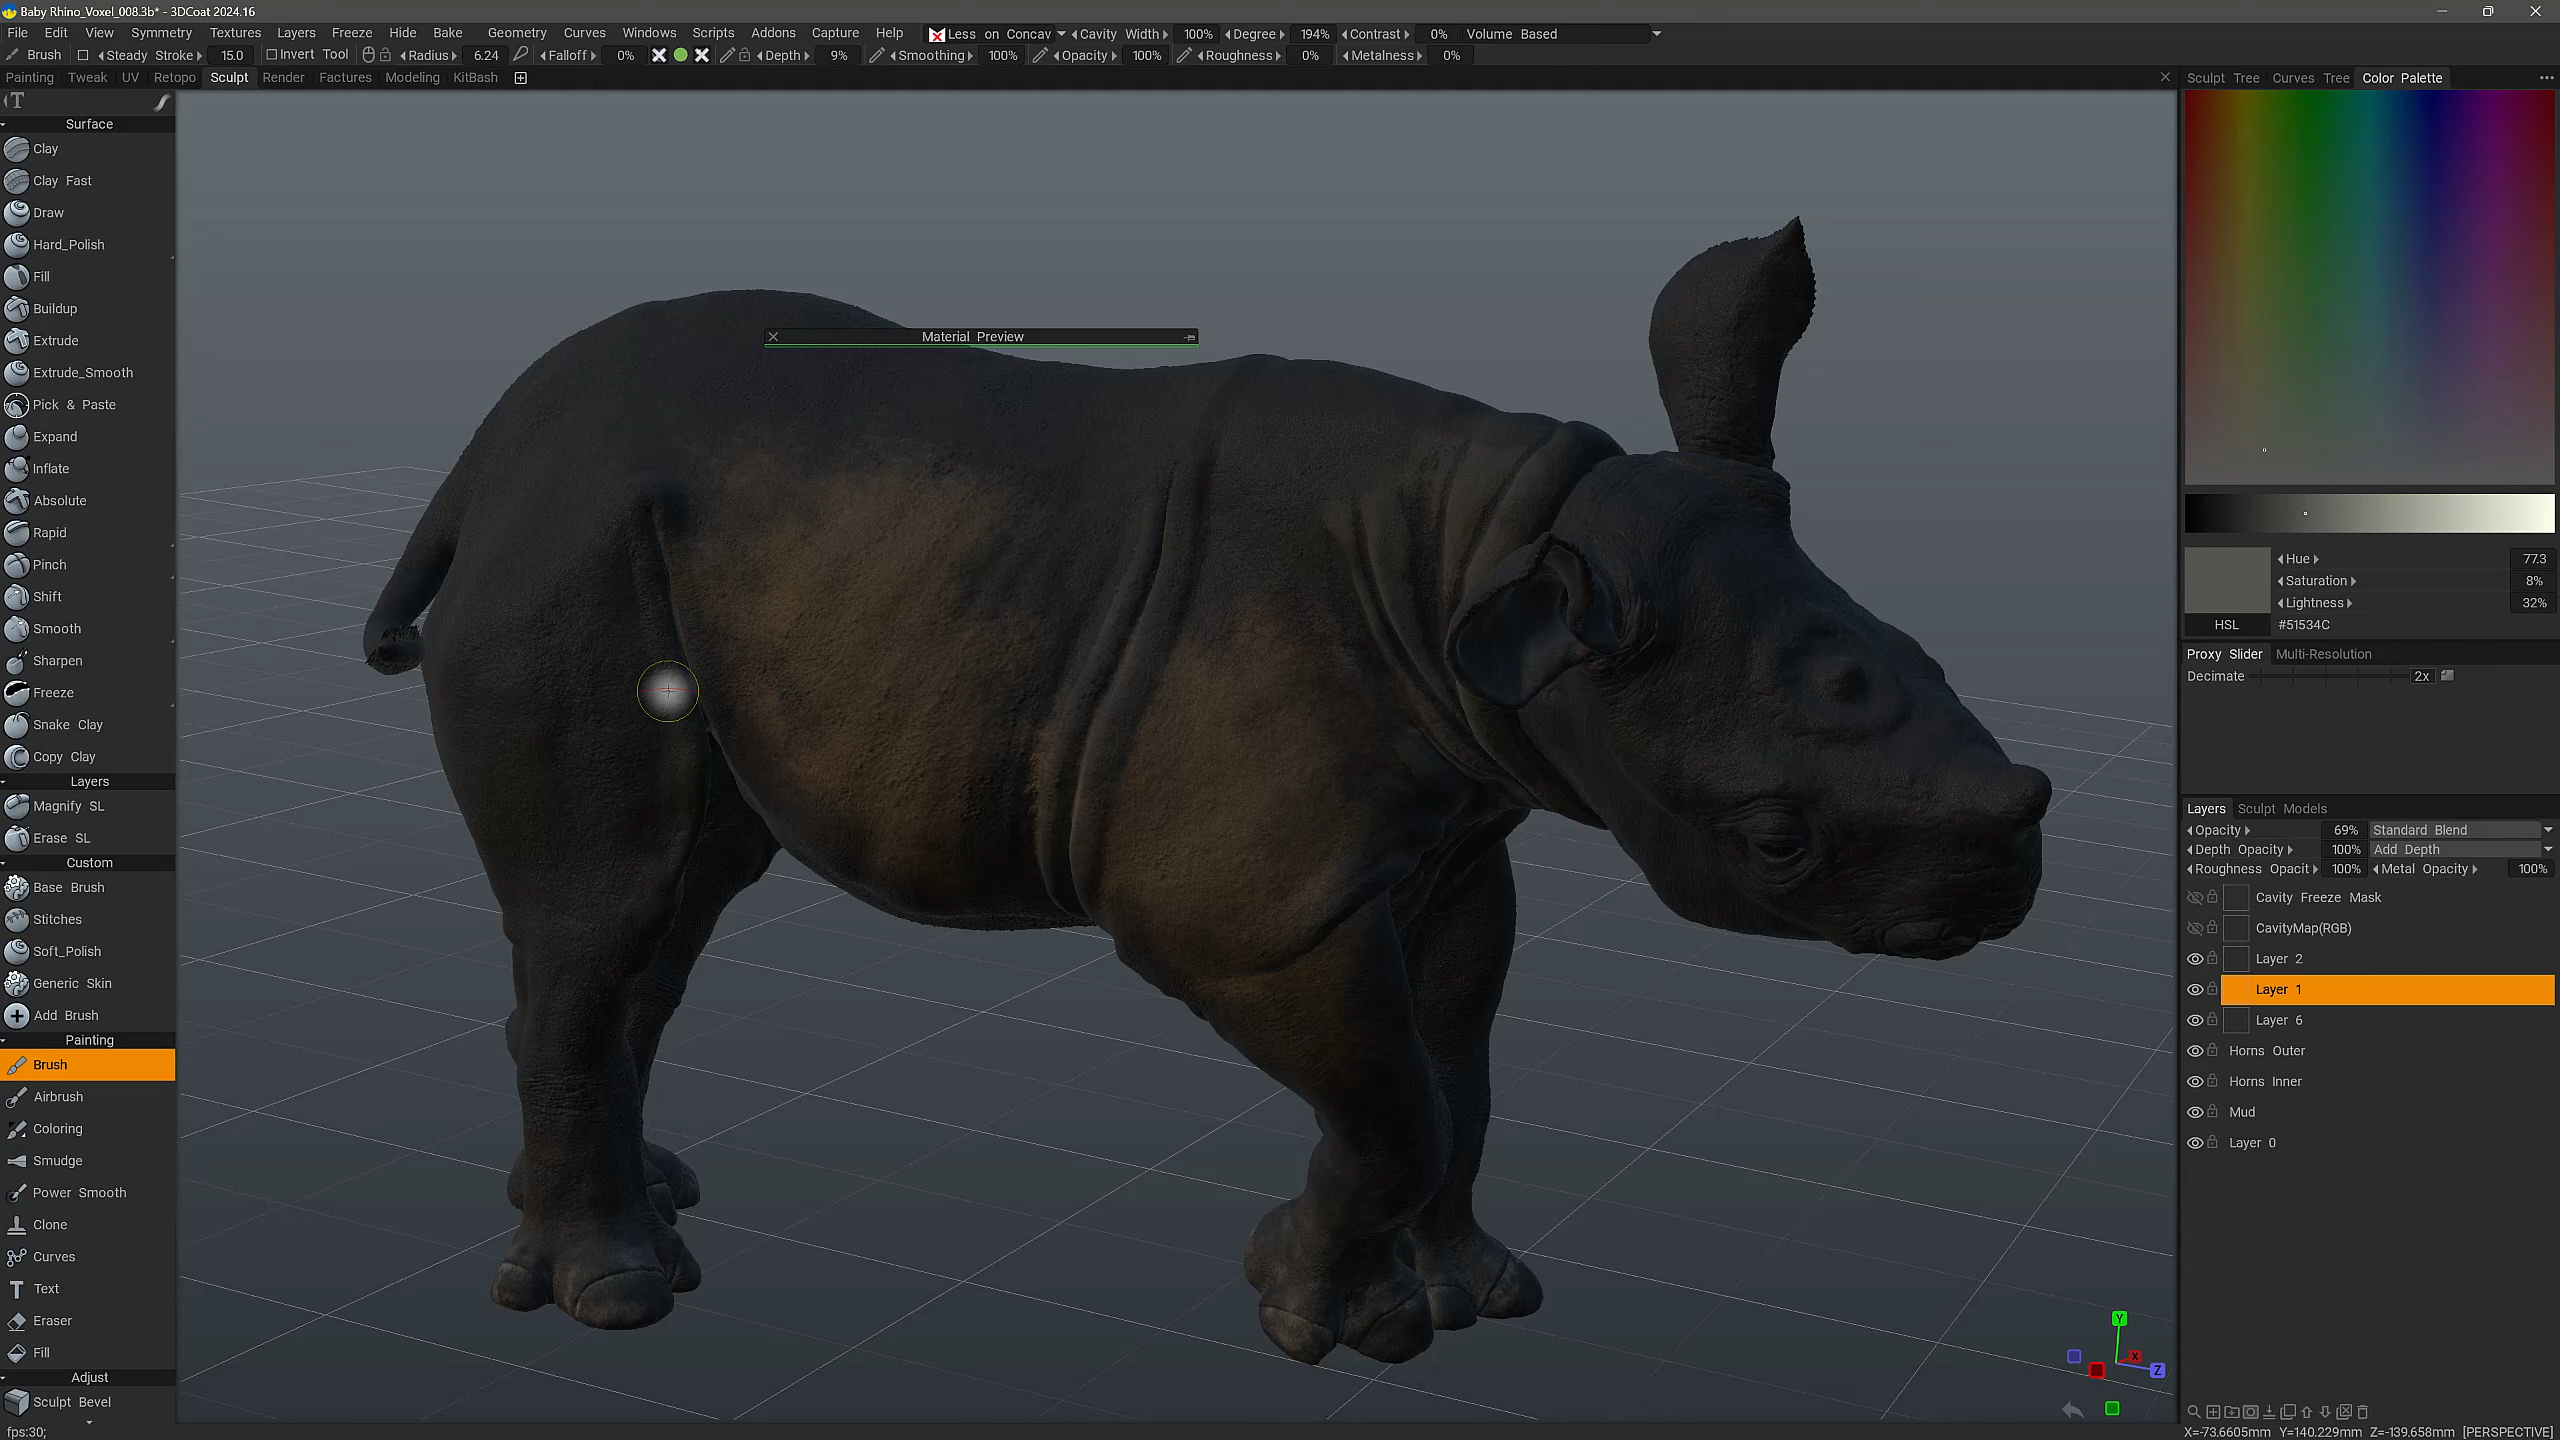 Baby Rhino_Voxel_008.3b* - 3DCoat 2024.16
File Edit View Symmetry Textures Layers Freeze Hide Bake Geometry Curves Windows Scripts Addons Capture Help Less on Concav Cavity Width 100% Degree 194% Contrast 0% Volume Based
Brush Steady Stroke 15.0 Invert Tool Radius 6.24 Falloff 0% Depth 9% Smoothing 100% Opacity 100% Roughness 0% Metalness 0%
Painting Tweak UV Retopo Sculpt Render Factures Modeling KitBash
Sculpt Tree Curves Tree Color Palette
T
Surface
Clay
Clay Fast
Draw
Hard_Polish
Fill
Buildup
Extrude
Extrude_Smooth
Pick & Paste
Expand
Inflate
Absolute
Rapid
Pinch
Shift
Smooth
Sharpen
Freeze
Snake Clay
Copy Clay
Layers
Magnify SL
Erase SL
Custom
Base Brush
Stitches
Soft_Polish
Generic Skin
Add Brush
Painting
Brush
Airbrush
Coloring
Smudge
Power Smooth
Clone
Curves
Text
Eraser
Fill
Adjust
Sculpt Bevel
fps:30;
Material Preview
Hue 77.3
Saturation 8%
Lightness 32%
HSL #51534C
Proxy Slider Multi-Resolution
Decimate 2x
Layers Sculpt Models
Opacity 69% Standard Blend
Depth Opacity 100% Add Depth
Roughness Opacit 100% Metal Opacity 100%
Cavity Freeze Mask
CavityMap(RGB)
Layer 2
Layer 1
Layer 6
Horns Outer
Horns Inner
Mud
Layer 0
Y
X
Z
X=-73.6605mm Y=140.229mm Z=-139.658mm [PERSPECTIVE]